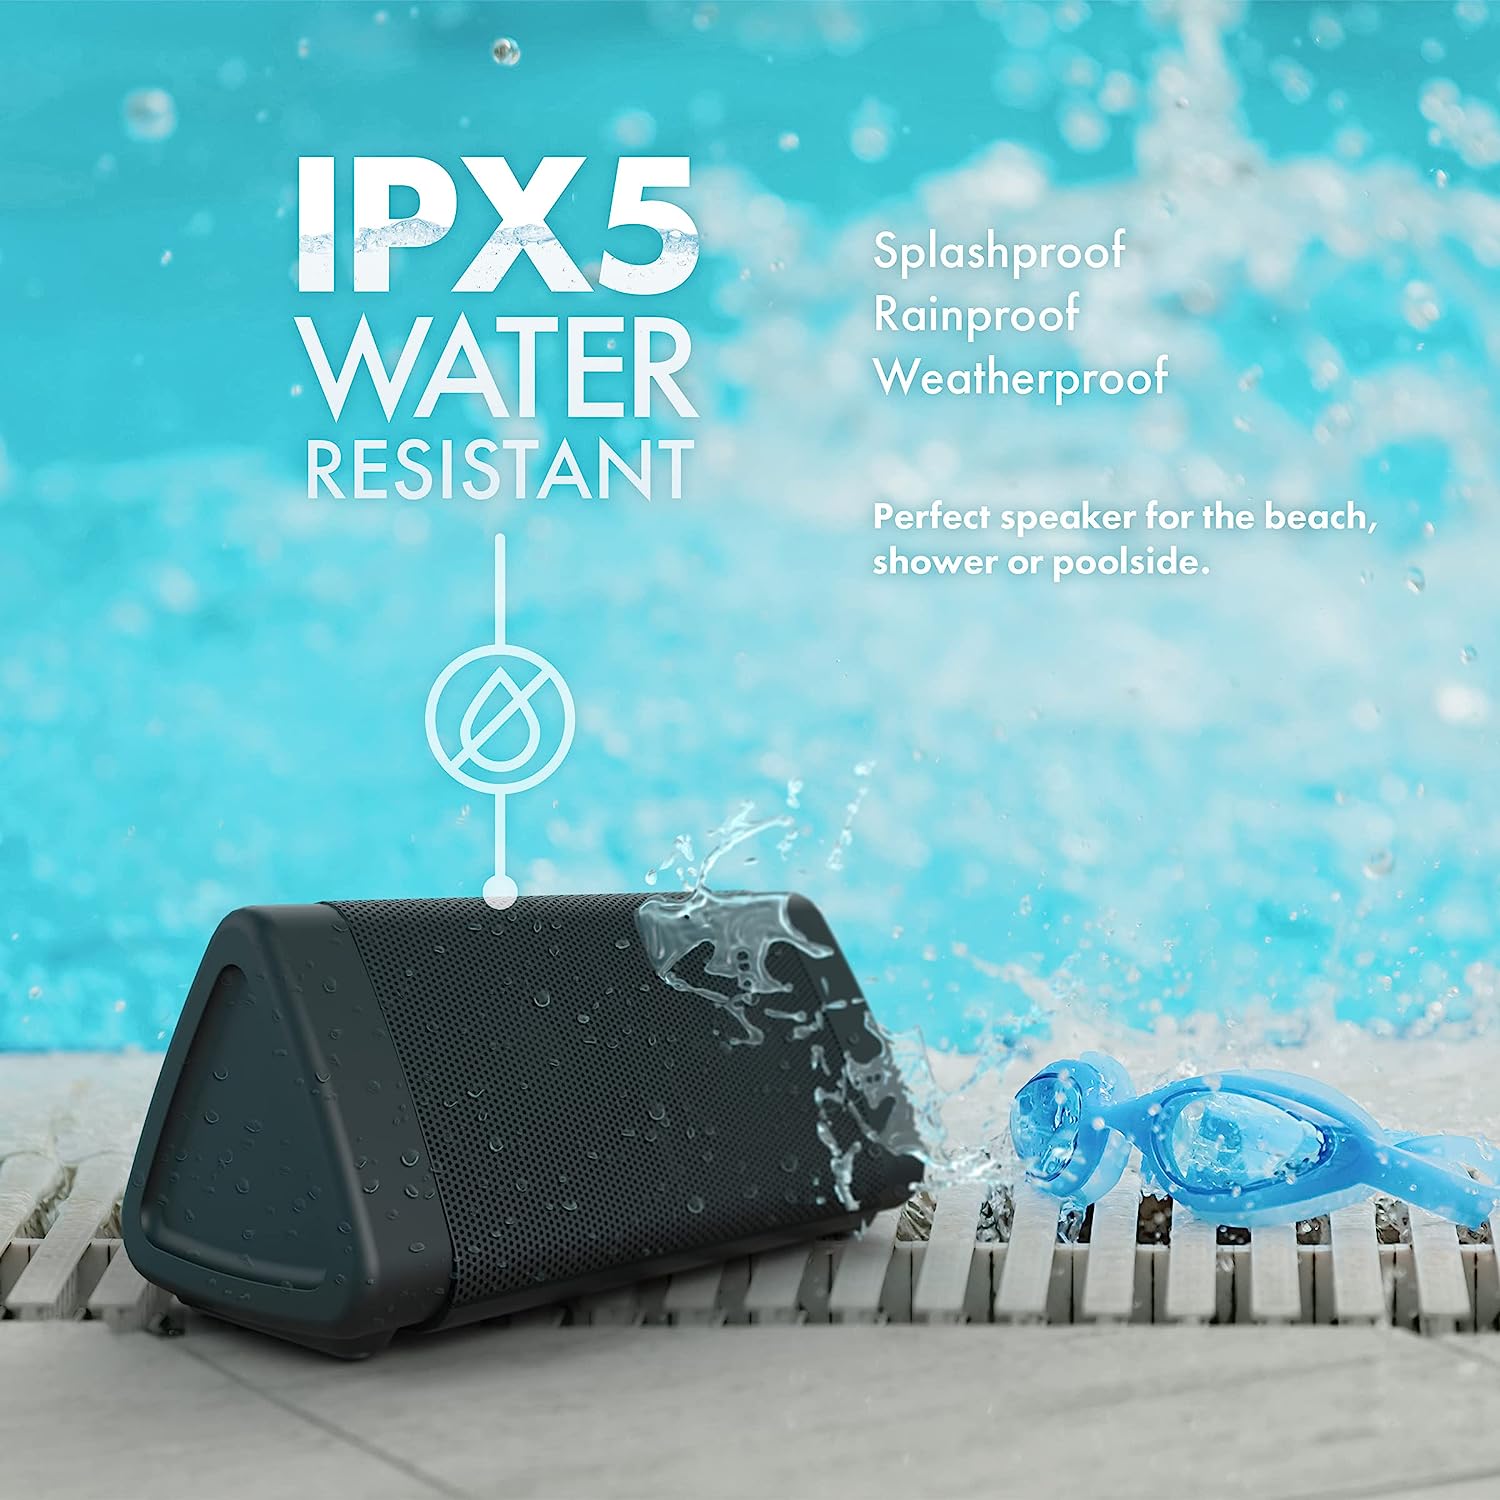 IPX5
WATER
RESISTANT
Splashproof
Rainproof
Weatherproof
Perfect speaker for the beach,
shower or poolside.